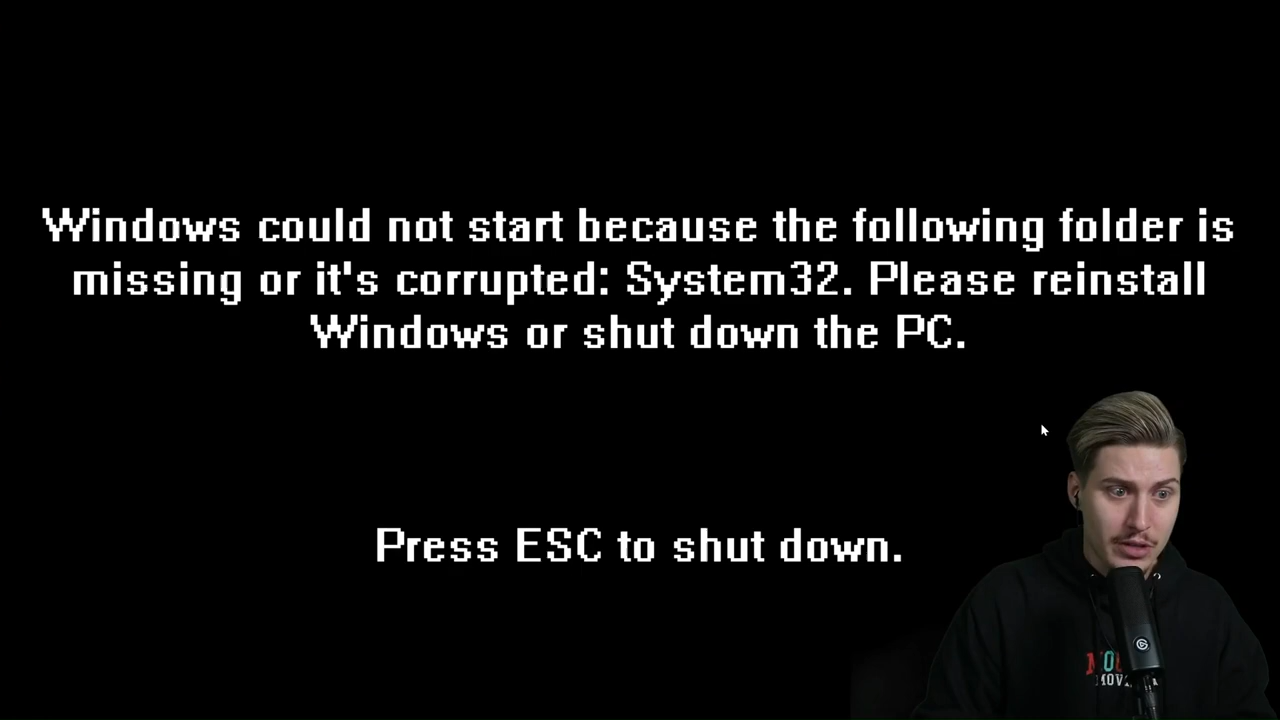 Windows could not start because the following folder is
missing or it's corrupted: System32. Please reinstall
Windows or shut down the PC.
Press ESC to shut down.